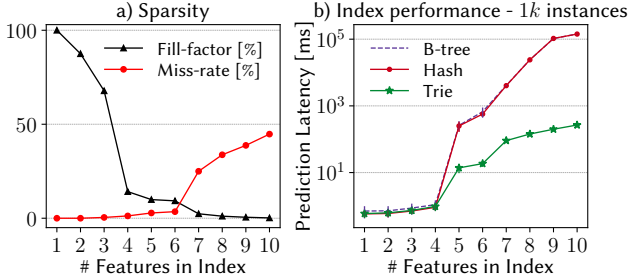 a) Sparsity
100
50
0
Fill-factor [%]
Miss-rate [%]
1 2 3 4 5 6 7 8 9 10
# Features in Index
b) Index performance - 1k instances
Prediction Latency [ms]
10^5
10^3
10^1
B-tree
Hash
Trie
1 2 3 4 5 6 7 8 9 10
# Features in Index